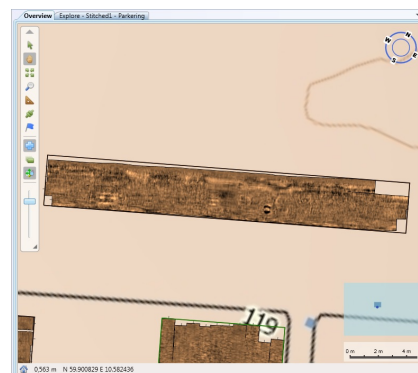 Overview Explore - Stitched1 - Parkering
W N E S
119
0 m 2 m 4 m
0,563 m N 59.900829 E 10.582436